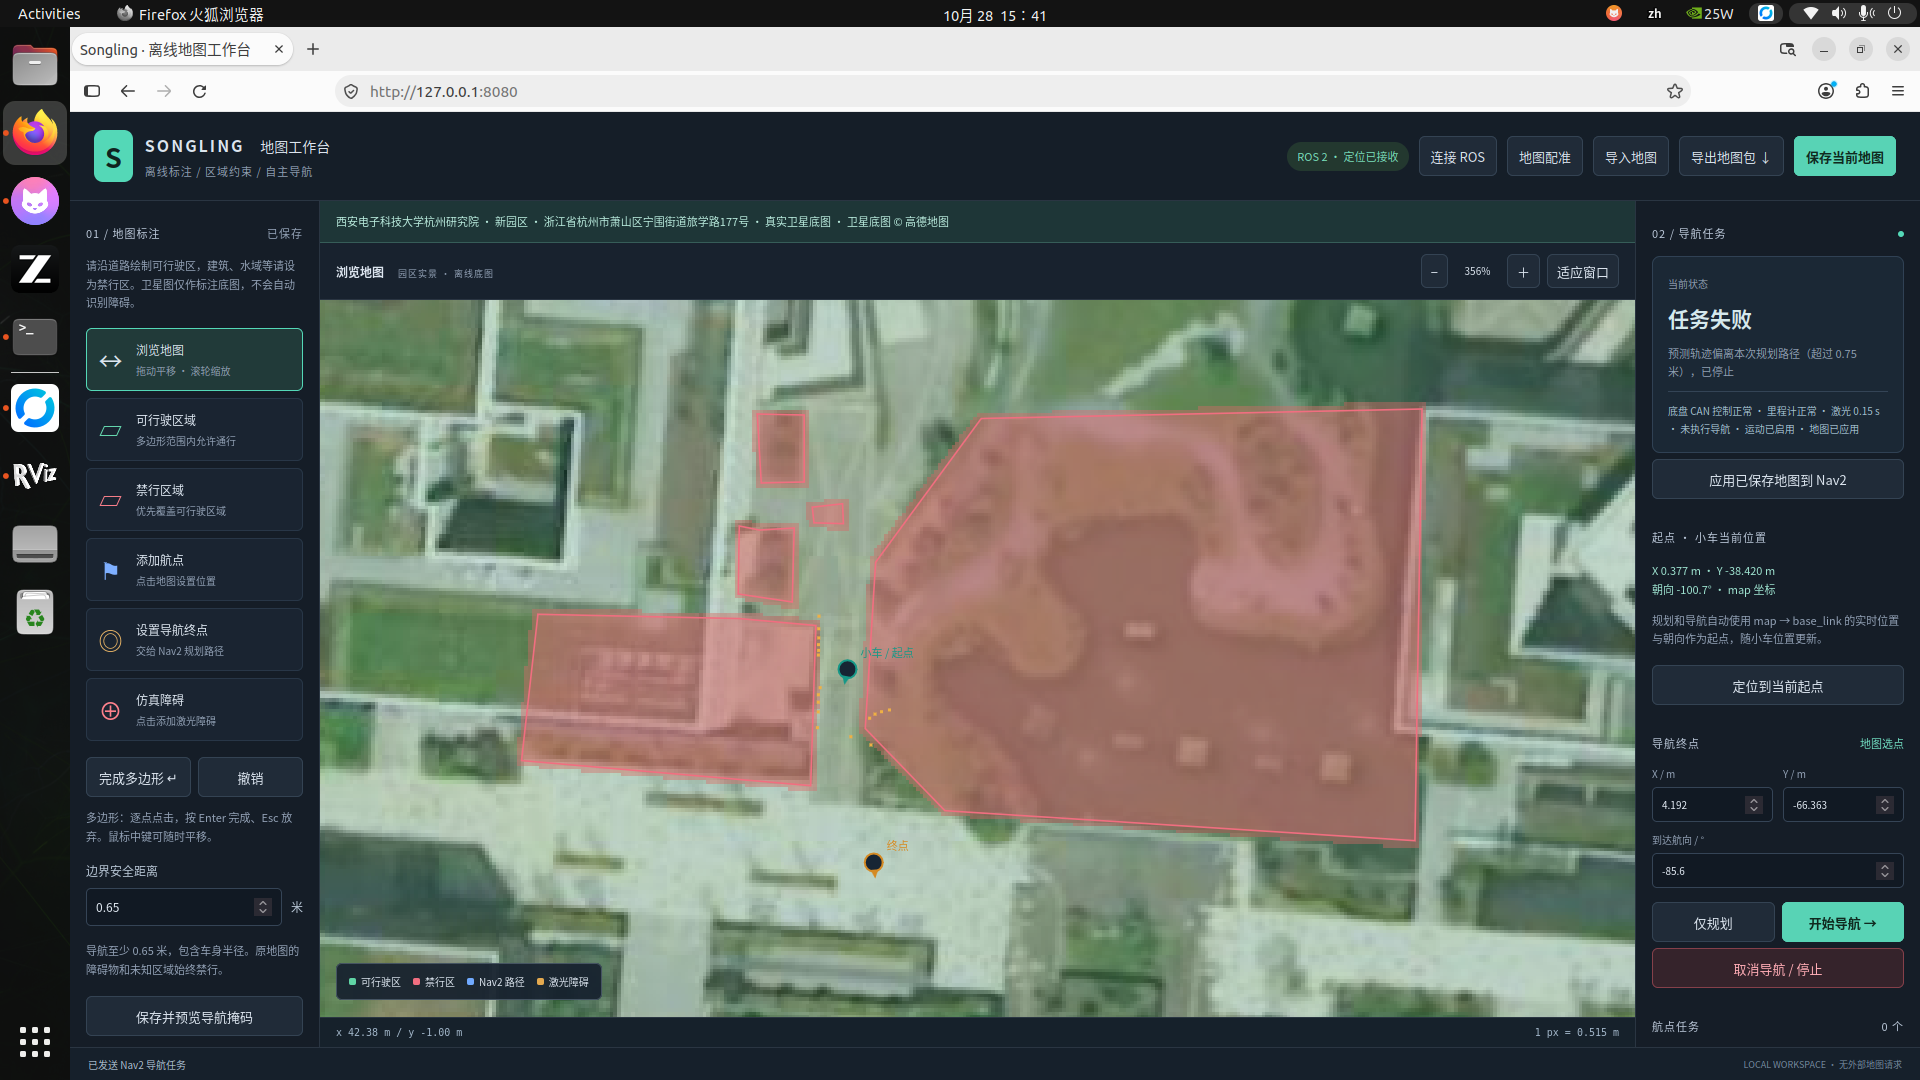 Activities
Firefox 火狐浏览器
10月 28 15：41
zh
25W
Songling · 离线地图工作台
http://127.0.0.1:8080
S
SONGLING 地图工作台
离线标注 / 区域约束 / 自主导航
ROS 2 · 定位已接收
连接 ROS
地图配准
导入地图
导出地图包 ↓
保存当前地图
01 / 地图标注
已保存
请沿道路绘制可行驶区，建筑、水域等请设
为禁行区。卫星图仅作标注底图，不会自动
识别障碍。
浏览地图
拖动平移 · 滚轮缩放
可行驶区域
多边形范围内允许通行
禁行区域
优先覆盖可行驶区域
添加航点
点击地图设置位置
设置导航终点
交给 Nav2 规划路径
仿真障碍
点击添加激光障碍
完成多边形 ↵
撤销
多边形：逐点点击，按 Enter 完成、Esc 放
弃。鼠标中键可随时平移。
边界安全距离
0.65
米
导航至少 0.65 米，包含车身半径。原地图的
障碍物和未知区域始终禁行。
保存并预览导航掩码
西安电子科技大学杭州研究院 · 新园区 · 浙江省杭州市萧山区宁围街道旅学路177号 · 真实卫星底图 · 卫星底图 © 高德地图
浏览地图
园区实景 · 离线底图
−
356%
+
适应窗口
小车 / 起点
终点
可行驶区
禁行区
Nav2 路径
激光障碍
x 42.38 m / y -1.00 m
1 px = 0.515 m
02 / 导航任务
当前状态
任务失败
预测轨迹偏离本次规划路径（超过 0.75
米），已停止
底盘 CAN 控制正常 · 里程计正常 · 激光 0.15 s
· 未执行导航 · 运动已启用 · 地图已应用
应用已保存地图到 Nav2
起点 · 小车当前位置
X 0.377 m · Y -38.420 m
朝向 -100.7° · map 坐标
规划和导航自动使用 map → base_link 的实时位置
与朝向作为起点，随小车位置更新。
定位到当前起点
导航终点
地图选点
X / m
Y / m
4.192
-66.363
到达航向 / °
-85.6
仅规划
开始导航 →
取消导航 / 停止
航点任务
0 个
已发送 Nav2 导航任务
LOCAL WORKSPACE · 无外部地图请求
RViz